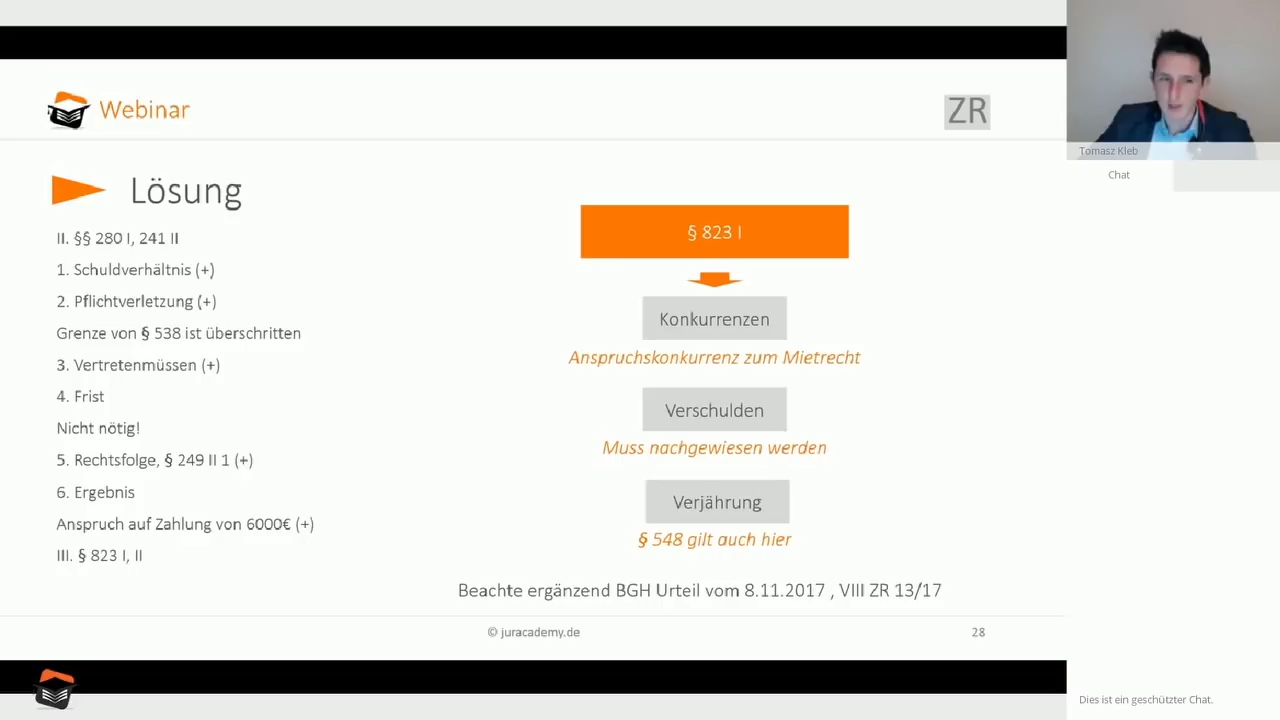 Webinar
ZR
Lösung
II. §§ 280 I, 241 II
1. Schuldverhältnis (+)
2. Pflichtverletzung (+)
Grenze von § 538 ist überschritten
3. Vertretenmüssen (+)
4. Frist
Nicht nötig!
5. Rechtsfolge, § 249 II 1 (+)
6. Ergebnis
Anspruch auf Zahlung von 6000€ (+)
III. § 823 I, II
§ 823 I
Konkurrenzen
Anspruchskonkurrenz zum Mietrecht
Verschulden
Muss nachgewiesen werden
Verjährung
§ 548 gilt auch hier
Beachte ergänzend BGH Urteil vom 8.11.2017 , VIII ZR 13/17
© juracademy.de
28
Tomasz Kleb
Chat
Dies ist ein geschützter Chat.